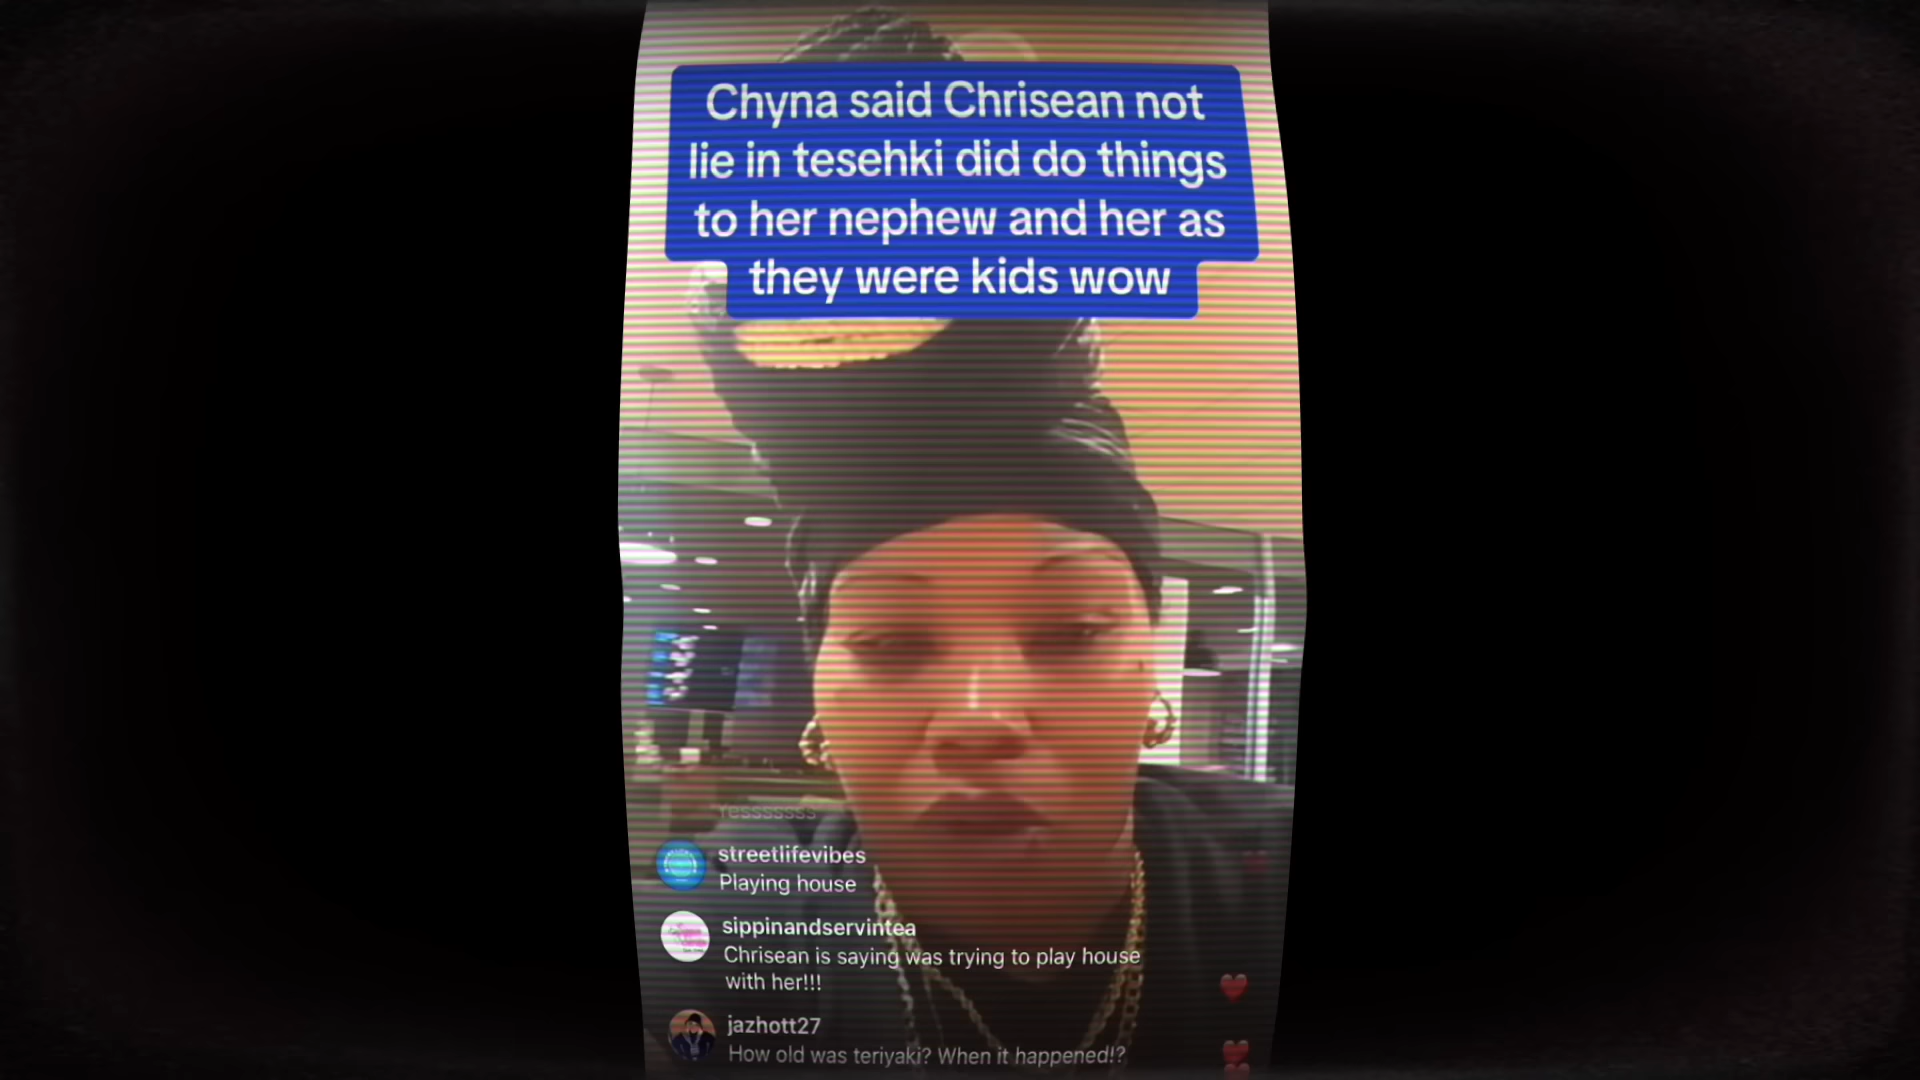 Chyna said Chrisean not
lie in tesehki did do things
to her nephew and her as
they were kids wow
Yesssssss
streetlifevibes
Playing house
sippinandservintea
Chrisean is saying was trying to play house
with her!!!
jazhott27
How old was teriyaki? When it happened!?